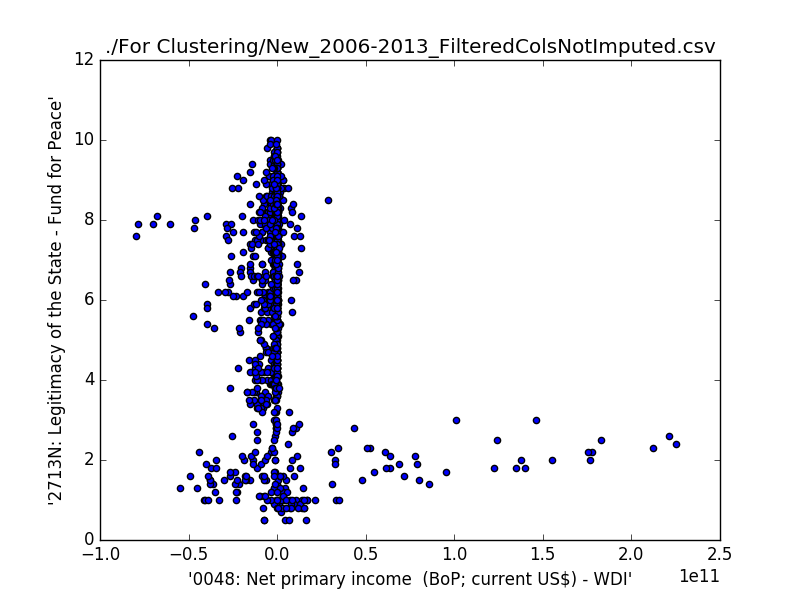 ./For Clustering/New_2006-2013_FilteredColsNotImputed.csv
12
10
8
6
4
2
0
'2713N: Legitimacy of the State - Fund for Peace'
−1.0 −0.5 0.0 0.5 1.0 1.5 2.0 2.5
1e11
'0048: Net primary income  (BoP; current US$) - WDI'